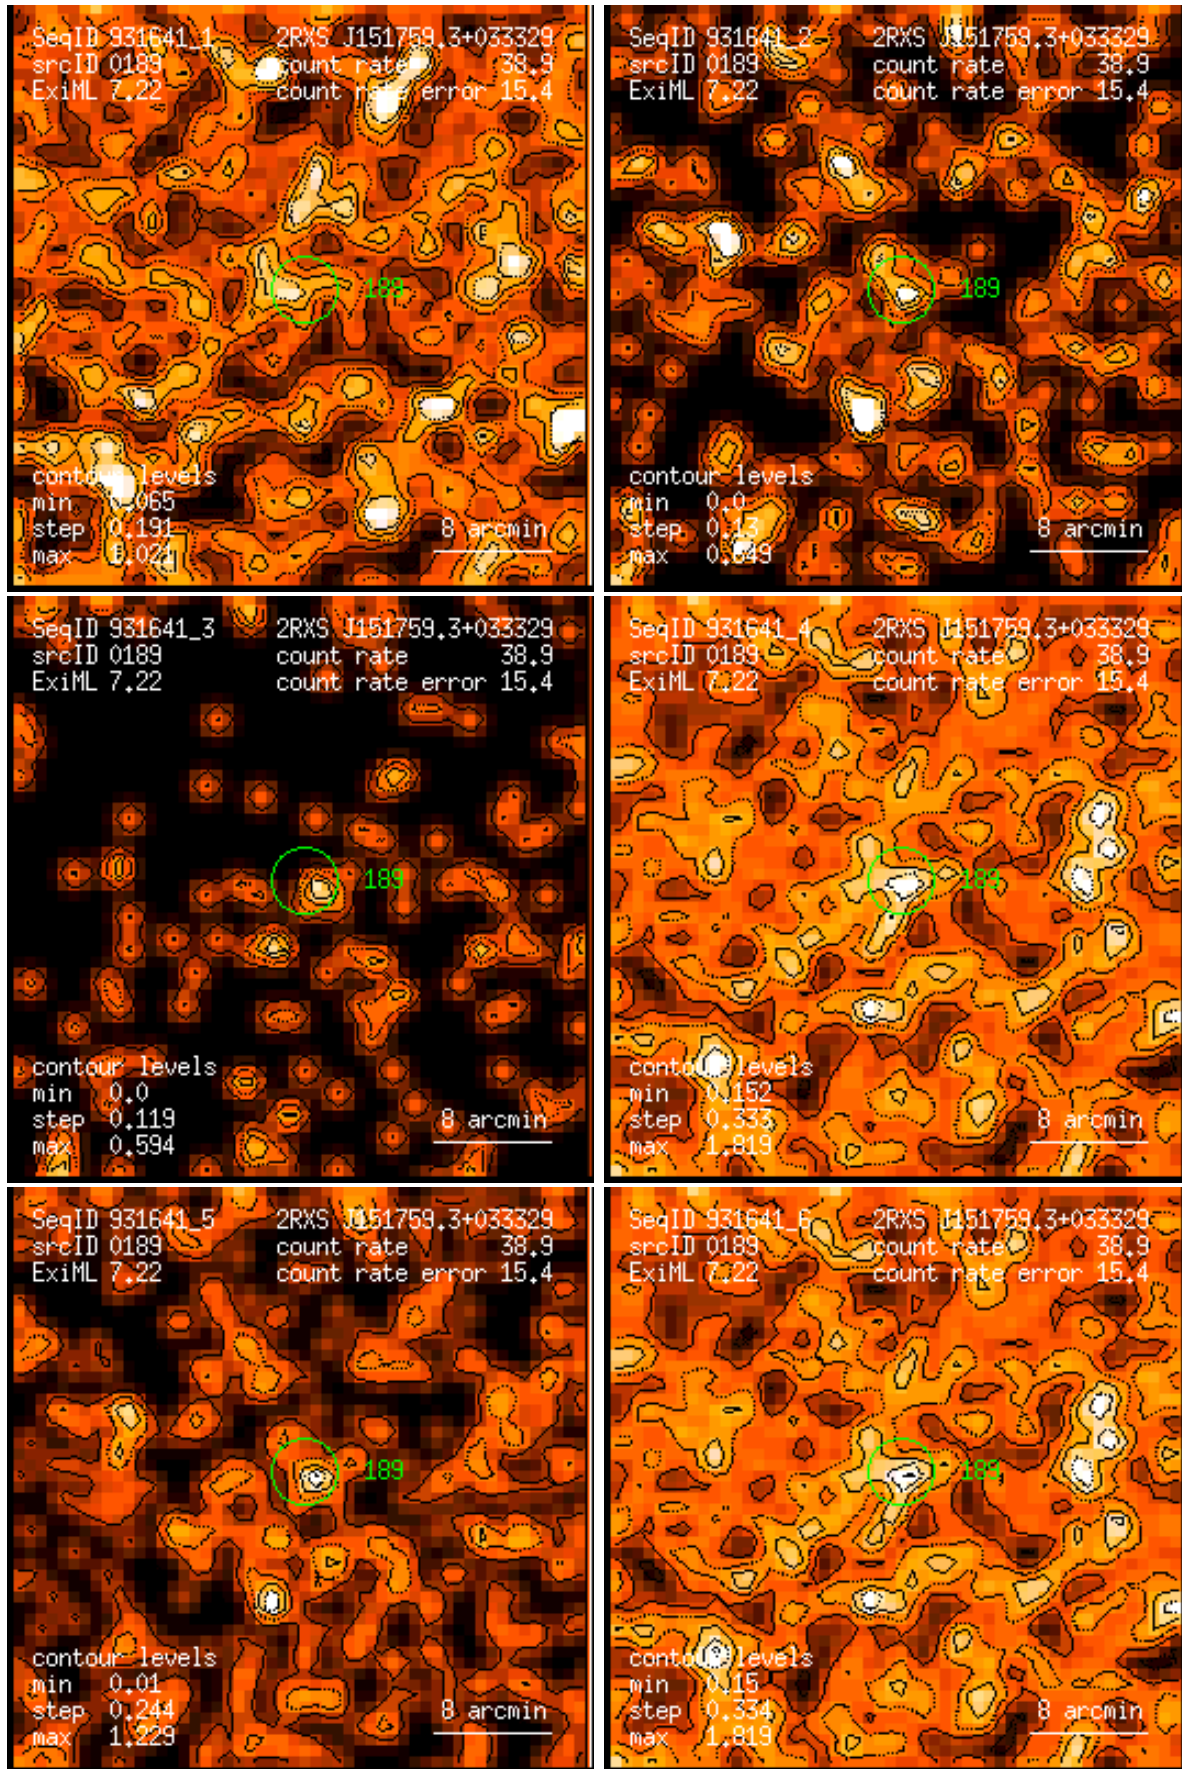 SeqID 931641_1 2RXS J151759.3+033329
srcID 0189 count rate 38.9
ExiML 7.22 count rate error 15.4
189
contour levels
min 0.065
step 0.191
max 1.021
8 arcmin
SeqID 931641_2 2RXS J151759.3+033329
srcID 0189 count rate 38.9
ExiML 7.22 count rate error 15.4
189
contour levels
min 0.0
step 0.13
max 0.649
8 arcmin
SeqID 931641_3 2RXS J151759.3+033329
srcID 0189 count rate 38.9
ExiML 7.22 count rate error 15.4
189
contour levels
min 0.0
step 0.119
max 0.594
8 arcmin
SeqID 931641_4 2RXS J151759.3+033329
srcID 0189 count rate 38.9
ExiML 7.22 count rate error 15.4
189
contour levels
min 0.152
step 0.333
max 1.819
8 arcmin
SeqID 931641_5 2RXS J151759.3+033329
srcID 0189 count rate 38.9
ExiML 7.22 count rate error 15.4
189
contour levels
min 0.01
step 0.244
max 1.229
8 arcmin
SeqID 931641_6 2RXS J151759.3+033329
srcID 0189 count rate 38.9
ExiML 7.22 count rate error 15.4
189
contour levels
min 0.15
step 0.334
max 1.819
8 arcmin